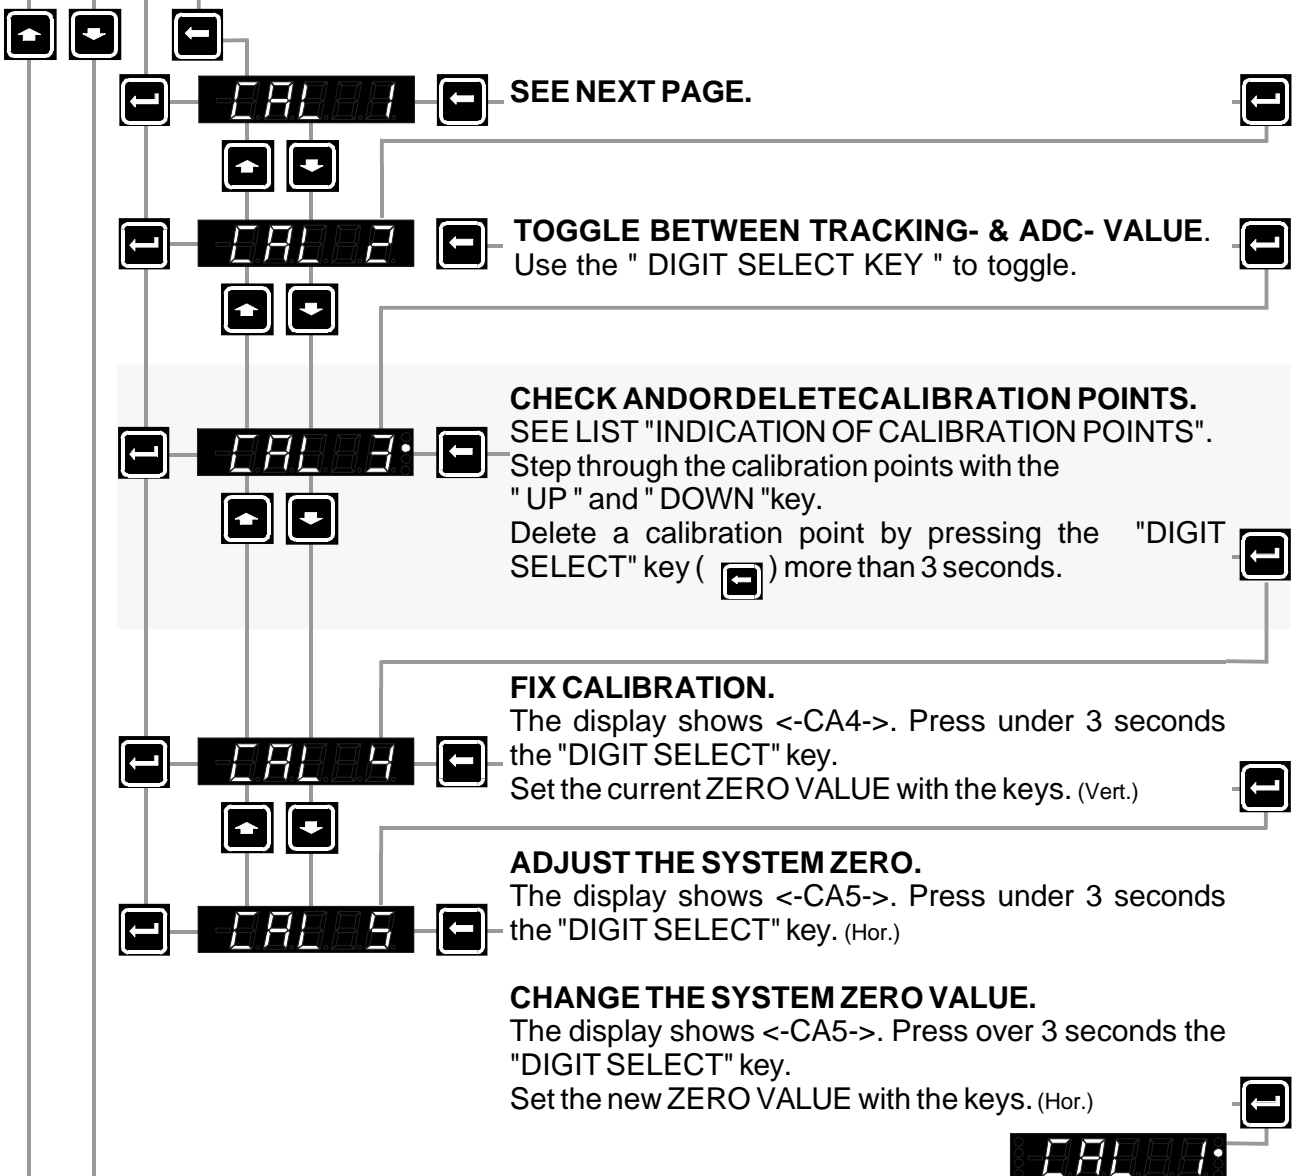 CAL 1
SEE NEXT PAGE.
CAL 2
TOGGLE BETWEEN TRACKING- & ADC- VALUE.
Use the " DIGIT SELECT KEY " to toggle.
CHECK ANDORDELETECALIBRATION POINTS.
SEE LIST "INDICATION OF CALIBRATION POINTS".
CAL 3
Step through the calibration points with the
" UP " and " DOWN "key.
Delete a calibration point by pressing the "DIGIT
SELECT" key ( ) more than 3 seconds.
FIX CALIBRATION.
The display shows <-CA4->. Press under 3 seconds
CAL 4
the "DIGIT SELECT" key.
Set the current ZERO VALUE with the keys. (Vert.)
ADJUST THE SYSTEM ZERO.
The display shows <-CA5->. Press under 3 seconds
CAL 5
the "DIGIT SELECT" key. (Hor.)
CHANGE THE SYSTEM ZERO VALUE.
The display shows <-CA5->. Press over 3 seconds the
"DIGIT SELECT" key.
Set the new ZERO VALUE with the keys. (Hor.)
CAL 1